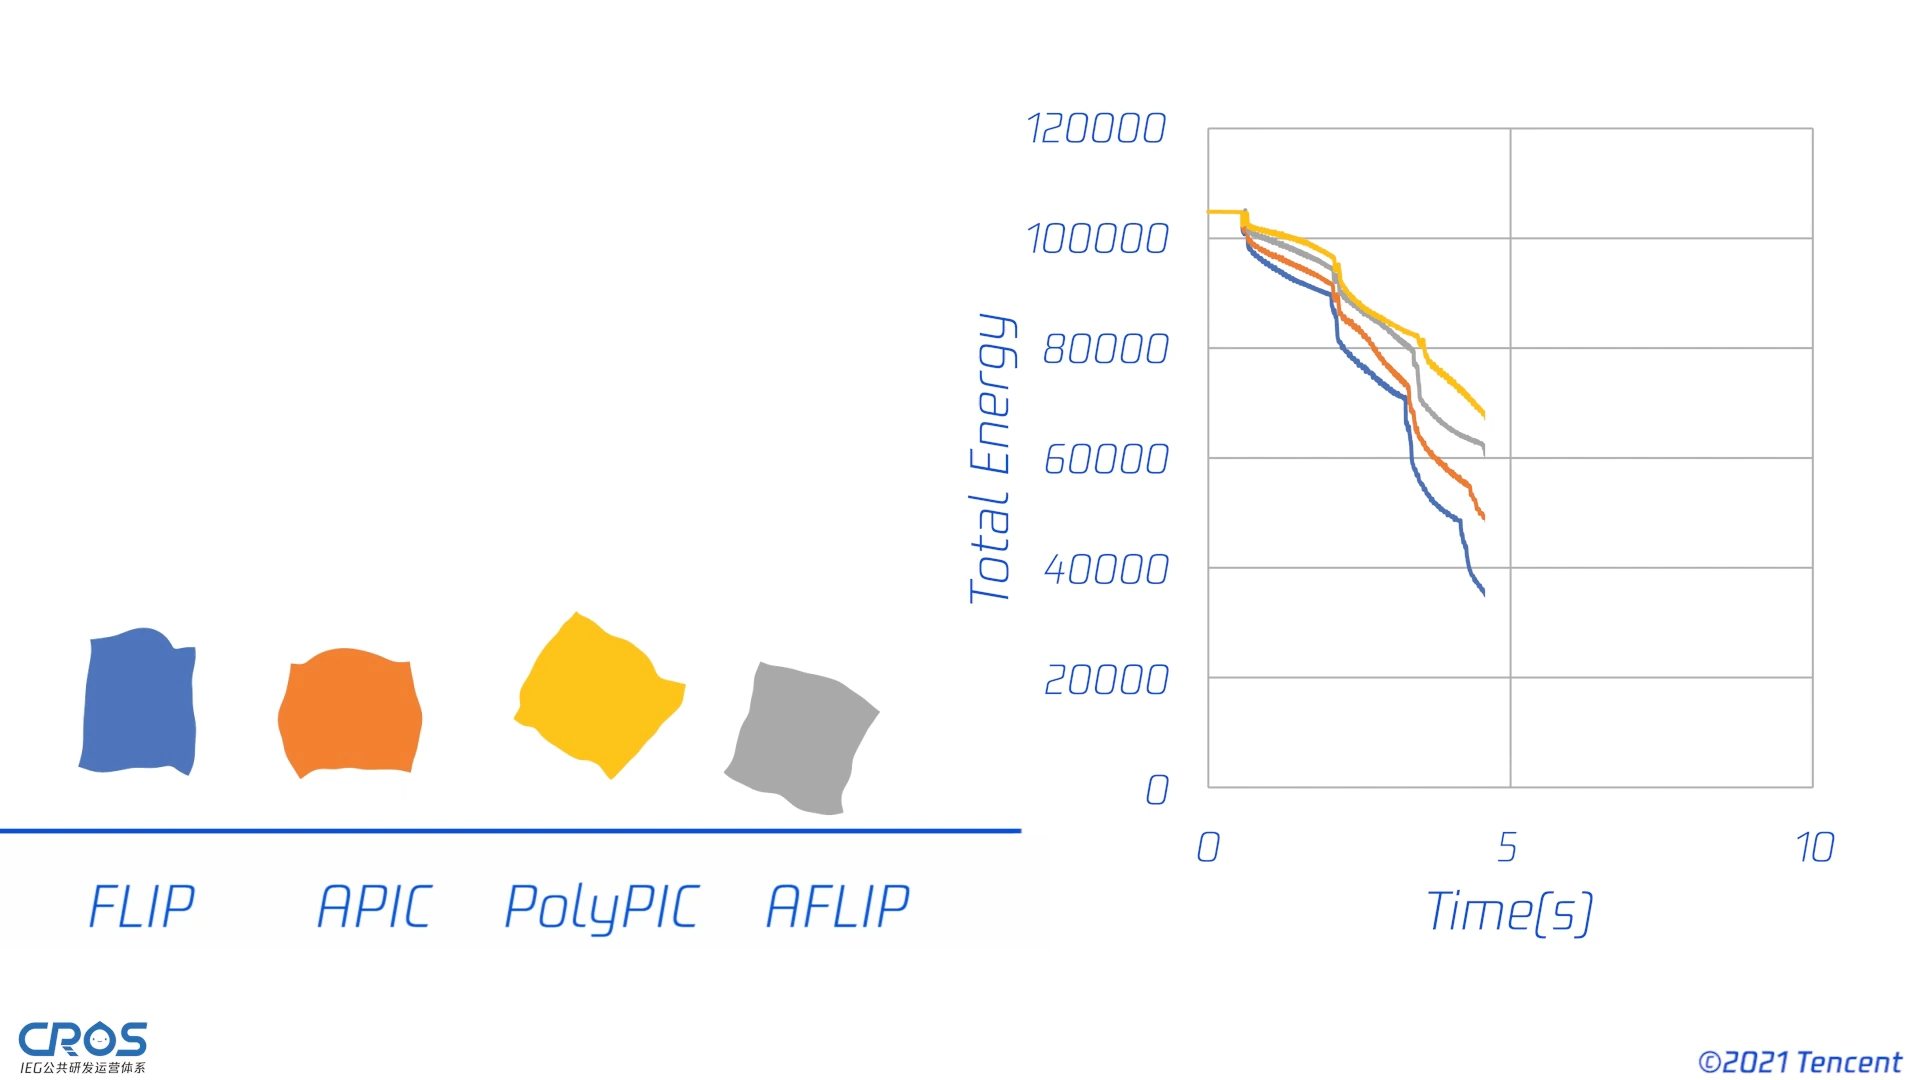 120000
100000
80000
60000
40000
20000
0
Total Energy
0 5 10
Time(s)
FLIP APIC PolyPIC AFLIP
CROS
IEG公共研发运营体系
©2021 Tencent